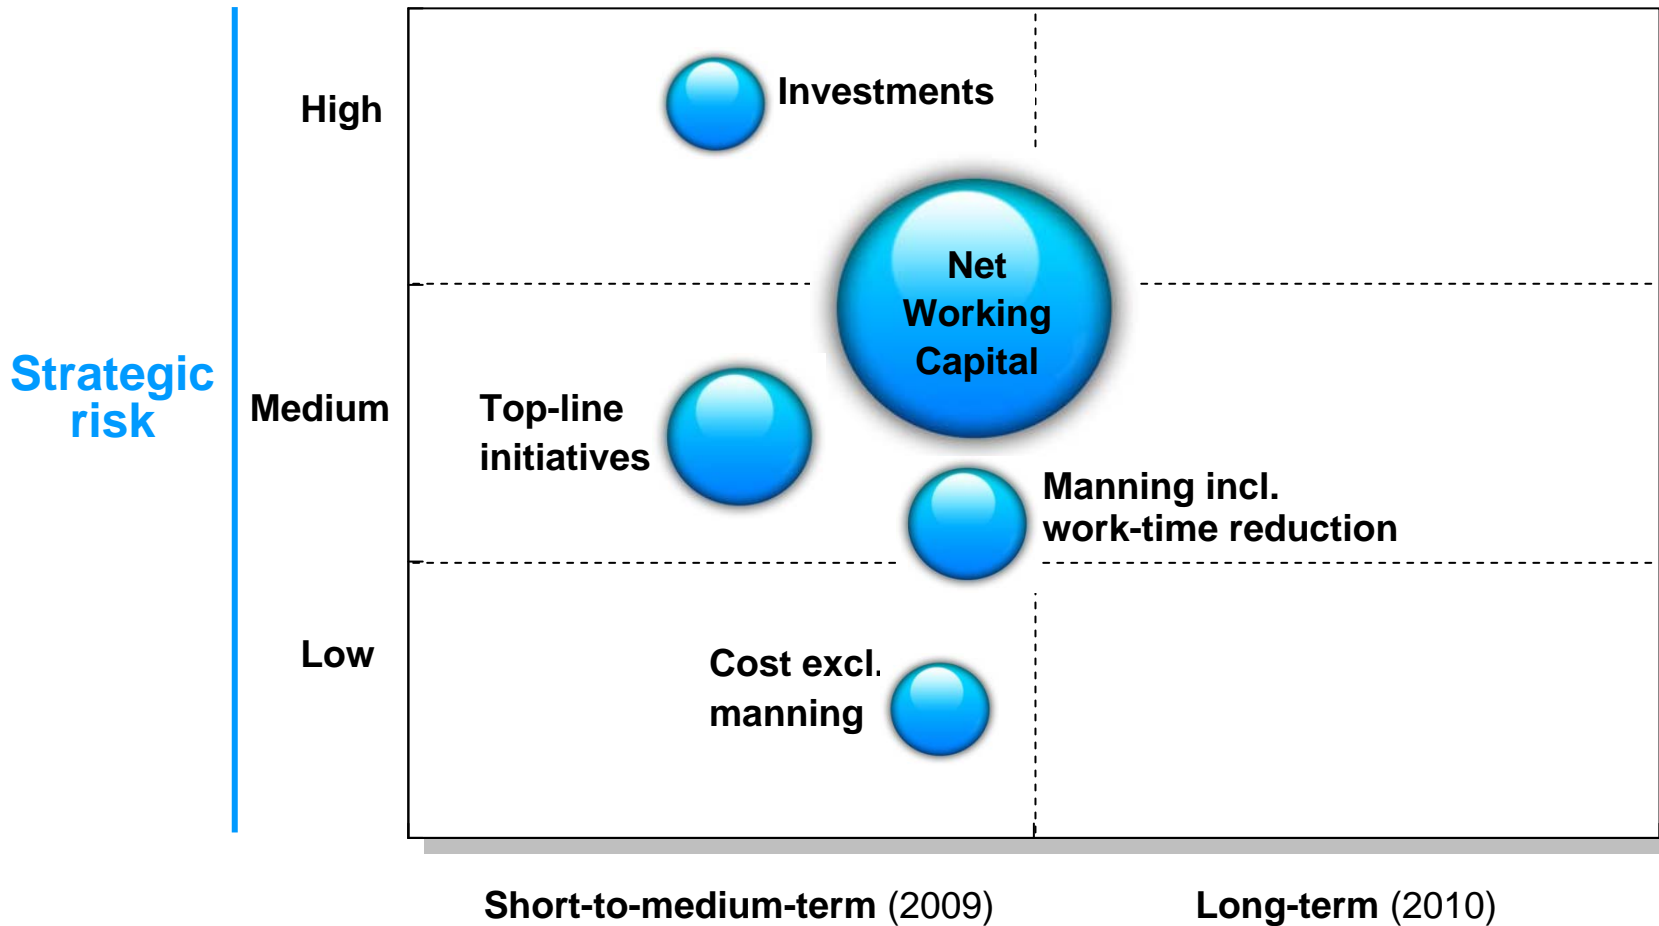 Strategic
risk
High
Medium
Low
Investments
Net
Working
Capital
Top-line
initiatives
Manning incl.
work-time reduction
Cost excl.
manning
Short-to-medium-term (2009)
Long-term (2010)